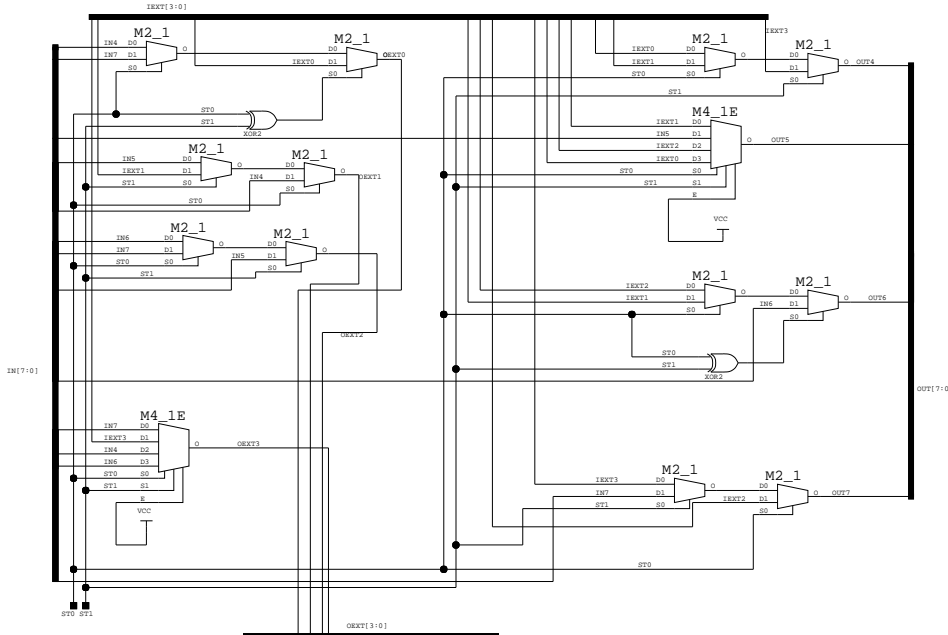 IEXT[3:0]
IEXT3
M2_1
IN4 D0
IN7 D1
O
S0
M2_1
D0
IEXT0 D1
S0
OEXT0
ST0
ST1
XOR2
M2_1
IN5 D0
IEXT1 D1
ST1 S0
O
M2_1
D0
IN4 D1
S0
O
OEXT1
ST0
M2_1
IN6 D0
IN7 D1
ST0 S0
O
M2_1
D0
IN5 D1
S0
O
ST1
OEXT2
IN[7:0]
M4_1E
IN7 D0
IEXT3 D1
IN4 D2
IN6 D3
ST0 S0
ST1 S1
E
O
OEXT3
VCC
ST0 ST1
OEXT[3:0]
M2_1
IEXT0 D0
IEXT1 D1
ST0 S0
O
M2_1
D0
D1
S0
O OUT4
ST1
M4_1E
IEXT1 D0
IN5 D1
IEXT2 D2
IEXT0 D3
ST0 S0
ST1 S1
E
O OUT5
VCC
M2_1
IEXT2 D0
IEXT1 D1
S0
O
M2_1
D0
IN6 D1
S0
O OUT6
ST0
ST1
XOR2
OUT[7:0
M2_1
IEXT3 D0
IN7 D1
ST1 S0
O
M2_1
D0
IEXT2 D1
S0
O OUT7
ST0